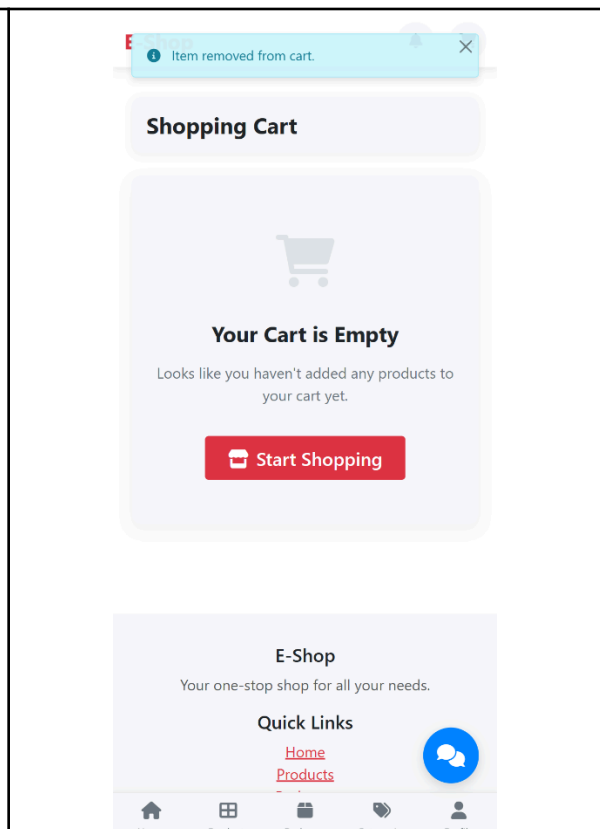 E-Shop
Item removed from cart.
Shopping Cart
Your Cart is Empty
Looks like you haven't added any products to
your cart yet.
Start Shopping
E-Shop
Your one-stop shop for all your needs.
Quick Links
Home
Products